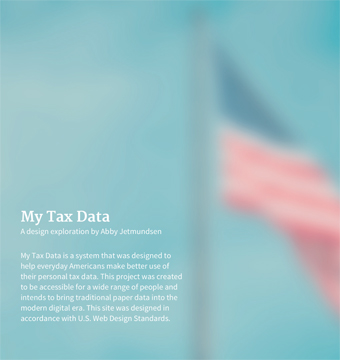 My Tax Data
A design exploration by Abby Jetmundsen
My Tax Data is a system that was designed to
help everyday Americans make better use of
their personal tax data. This project was created
to be accessible for a wide range of people and
intends to bring traditional paper data into the
modern digital era. This site was designed in
accordance with U.S. Web Design Standards.